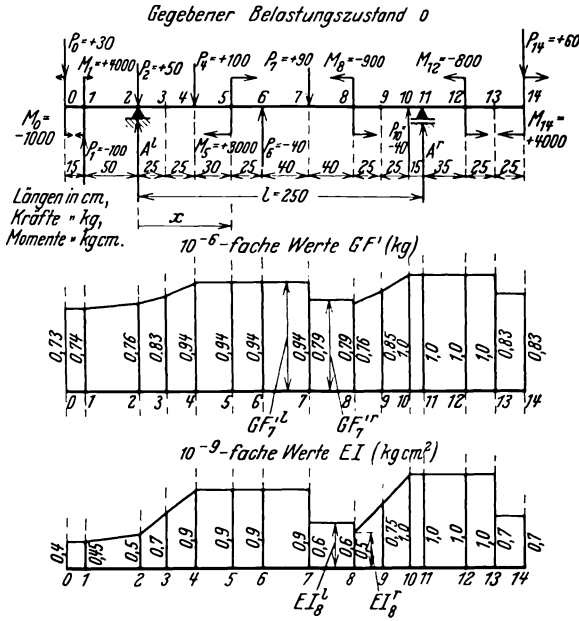 Gegebener Belastungszustand 0
P₀=+30
M₁=+4000
P₂=+50
P₄=+100
P₇=+90
M₈=-900
M₁₂=-800
P₁₄=+60
0 1 2 3 4 5 6 7 8 9 10 11 12 13 14
M₀=-1000
P₁=-100
Aˡ
M₅=+3000
P₆=-40
P₁₀=-40
Aʳ
M₁₄=+4000
15 50 25 25 30 25 40 40 25 25 15 35 25 25
l=250
x
Längen in cm,
Kräfte " kg,
Momente " kgcm.
10⁻⁶-fache Werte GF' (kg)
0,73 0,74 0,76 0,83 0,94 0,94 0,94 0,94 0,79 0,79 0,76 0,85 1,0 1,0 1,0 1,0 0,83 0,83
0 1 2 3 4 5 6 7 8 9 10 11 12 13 14
GF₇'ˡ GF₇'ʳ
10⁻⁹-fache Werte EI (kgcm²)
0,4 0,45 0,5 0,7 0,9 0,9 0,9 0,9 0,6 0,6 0,5 0,75 1,0 1,0 1,0 1,0 0,7 0,7
0 1 2 3 4 5 6 7 8 9 10 11 12 13 14
EI₈ˡ EI₈ʳ